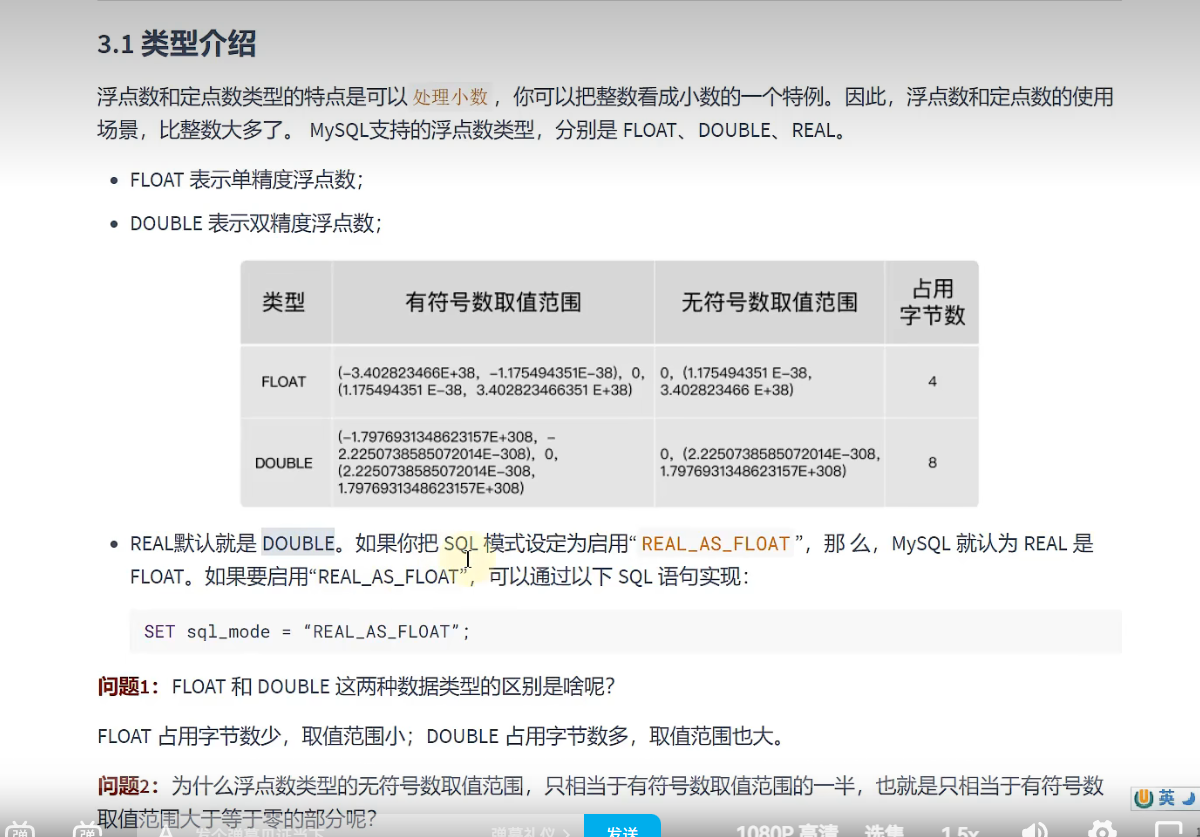 3.1 类型介绍
浮点数和定点数类型的特点是可以 处理小数 ，你可以把整数看成小数的一个特例。因此，浮点数和定点数的使用
场景，比整数大多了。 MySQL支持的浮点数类型，分别是 FLOAT、DOUBLE、REAL。
• FLOAT 表示单精度浮点数；
• DOUBLE 表示双精度浮点数；
类型 有符号数取值范围 无符号数取值范围 占用
字节数
FLOAT (-3.402823466E+38，-1.175494351E-38)，0，
(1.175494351 E-38，3.402823466351 E+38) 0，(1.175494351 E-38，
3.402823466 E+38) 4
DOUBLE (-1.7976931348623157E+308，-
2.2250738585072014E-308)，0，
(2.2250738585072014E-308，
1.7976931348623157E+308) 0，(2.2250738585072014E-308，
1.7976931348623157E+308) 8
• REAL默认就是 DOUBLE。如果你把 SQL 模式设定为启用“ REAL_AS_FLOAT ”，那 么，MySQL 就认为 REAL 是
FLOAT。如果要启用“REAL_AS_FLOAT”，可以通过以下 SQL 语句实现：
SET sql_mode = “REAL_AS_FLOAT”;
问题1：FLOAT 和 DOUBLE 这两种数据类型的区别是啥呢？
FLOAT 占用字节数少，取值范围小；DOUBLE 占用字节数多，取值范围也大。
问题2：为什么浮点数类型的无符号数取值范围，只相当于有符号数取值范围的一半，也就是只相当于有符号数
取值范围大于等于零的部分呢？
英
弹 弹 A 弹幕礼仪 > 发送 1080P 高清 选集 1.5x